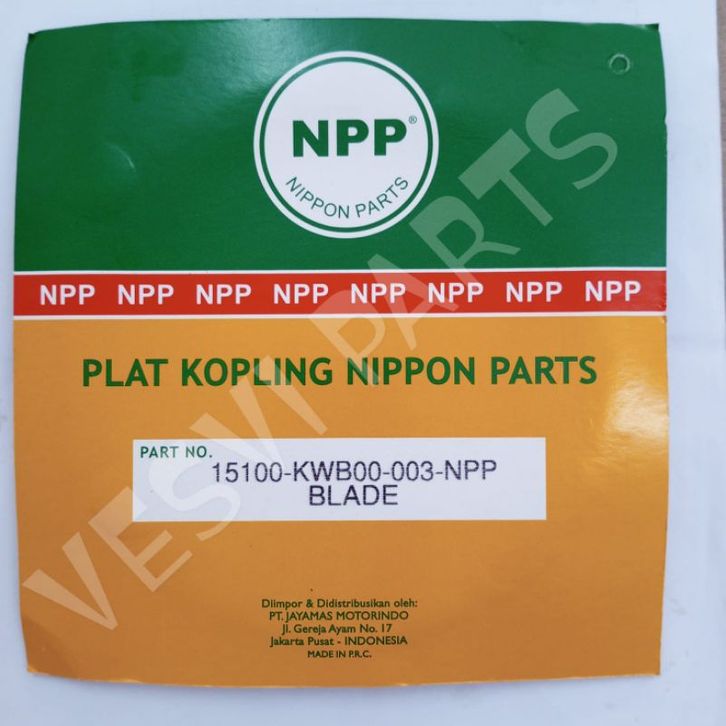 NPP®
NIPPON PARTS
NPP NPP NPP NPP NPP NPP NPP NPP
PLAT KOPLING NIPPON PARTS
PART NO.
15100-KWB00-003-NPP
BLADE
Diimpor & Didistribusikan oleh:
PT. JAYAMAS MOTORINDO
Jl. Gereja Ayam No. 17
Jakarta Pusat - INDONESIA
MADE IN P.R.C.
VESVI PARTS